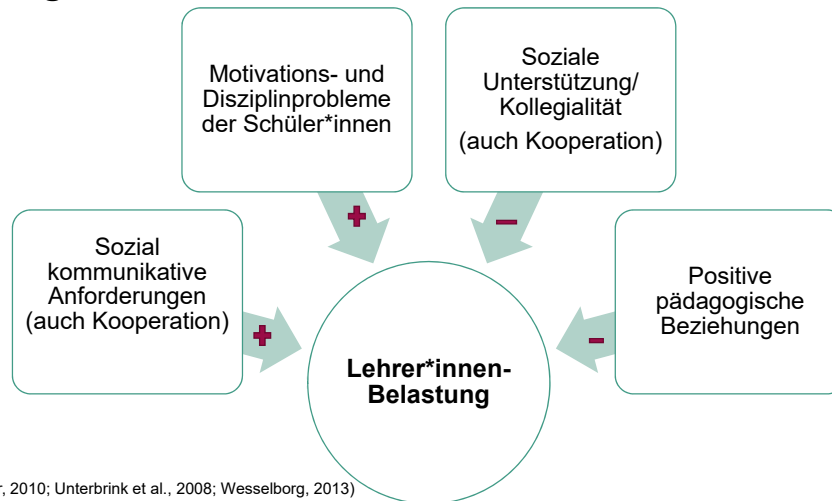 Motivations- und
Disziplinprobleme
der Schüler*innen
Soziale
Unterstützung/
Kollegialität
(auch Kooperation)
Sozial
kommunikative
Anforderungen
(auch Kooperation)
Positive
pädagogische
Beziehungen
+
–
+
–
Lehrer*innen-
Belastung
2010; Unterbrink et al., 2008; Wesselborg, 2013)